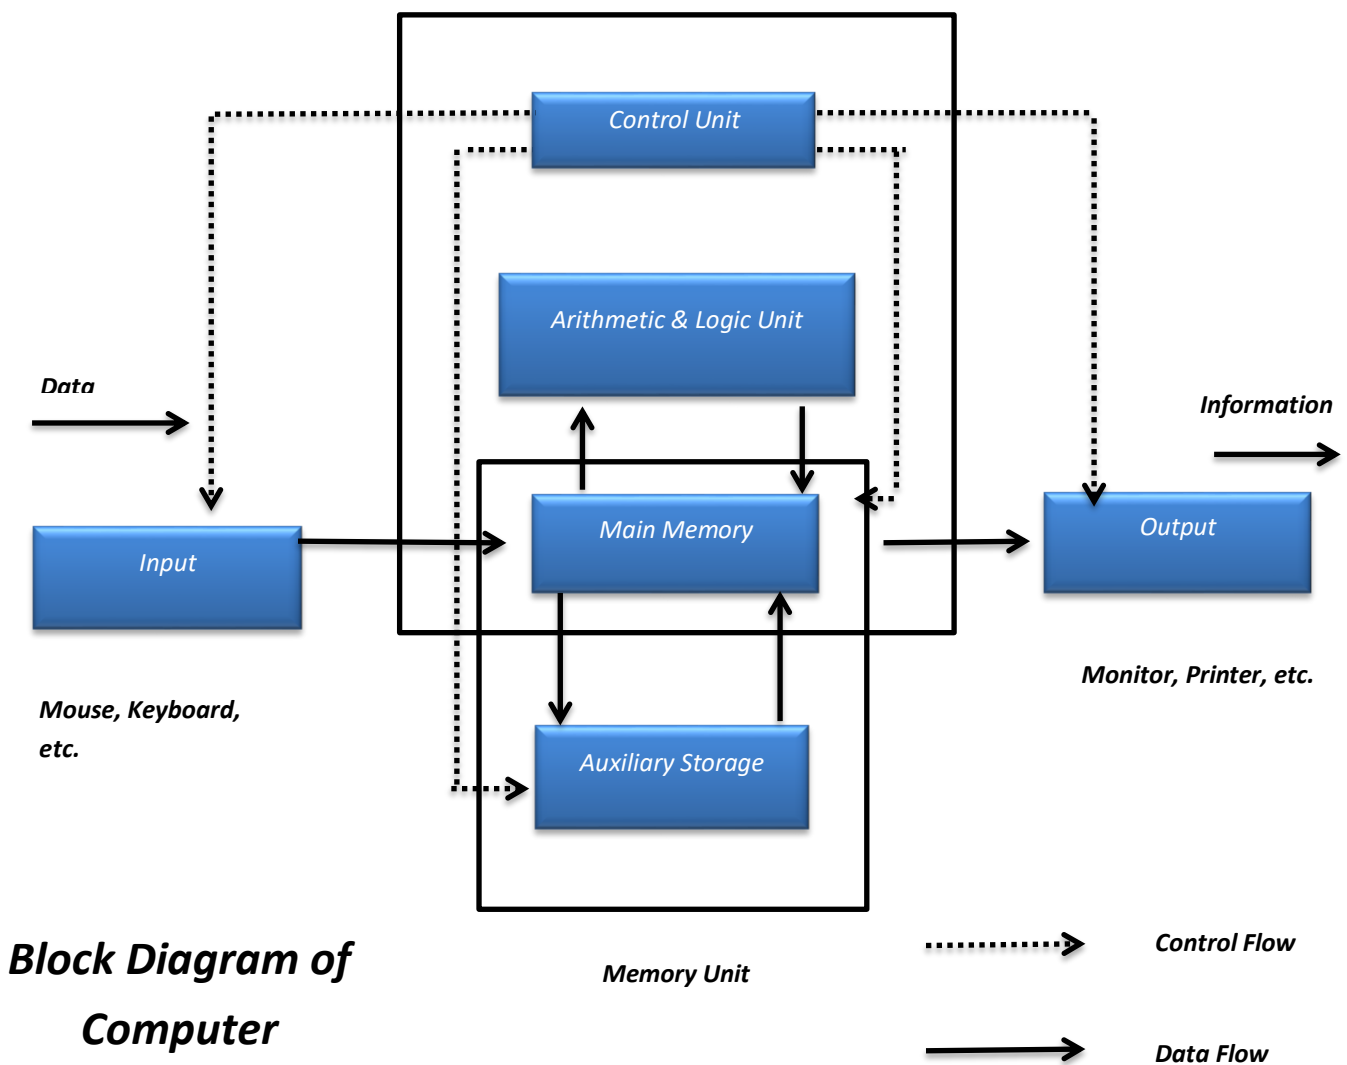 Control Unit
Arithmetic & Logic Unit
Data
Information
Main Memory
Output
Input
Monitor, Printer, etc.
Mouse, Keyboard,
etc.
Auxiliary Storage
Block Diagram of
Computer
Memory Unit
Control Flow
Data Flow